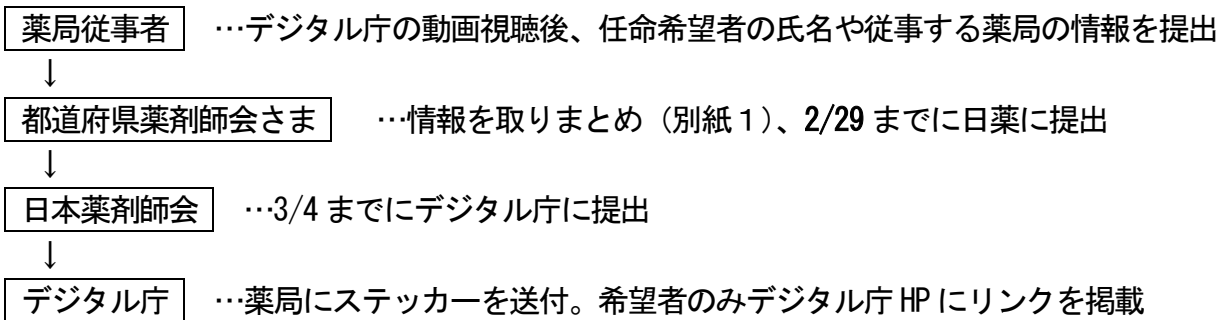 薬局従事者 …デジタル庁の動画視聴後、任命希望者の氏名や従事する薬局の情報を提出
↓
都道府県薬剤師会さま …情報を取りまとめ（別紙１）、2/29 までに日薬に提出
↓
日本薬剤師会 …3/4 までにデジタル庁に提出
↓
デジタル庁 …薬局にステッカーを送付。希望者のみデジタル庁 HP にリンクを掲載